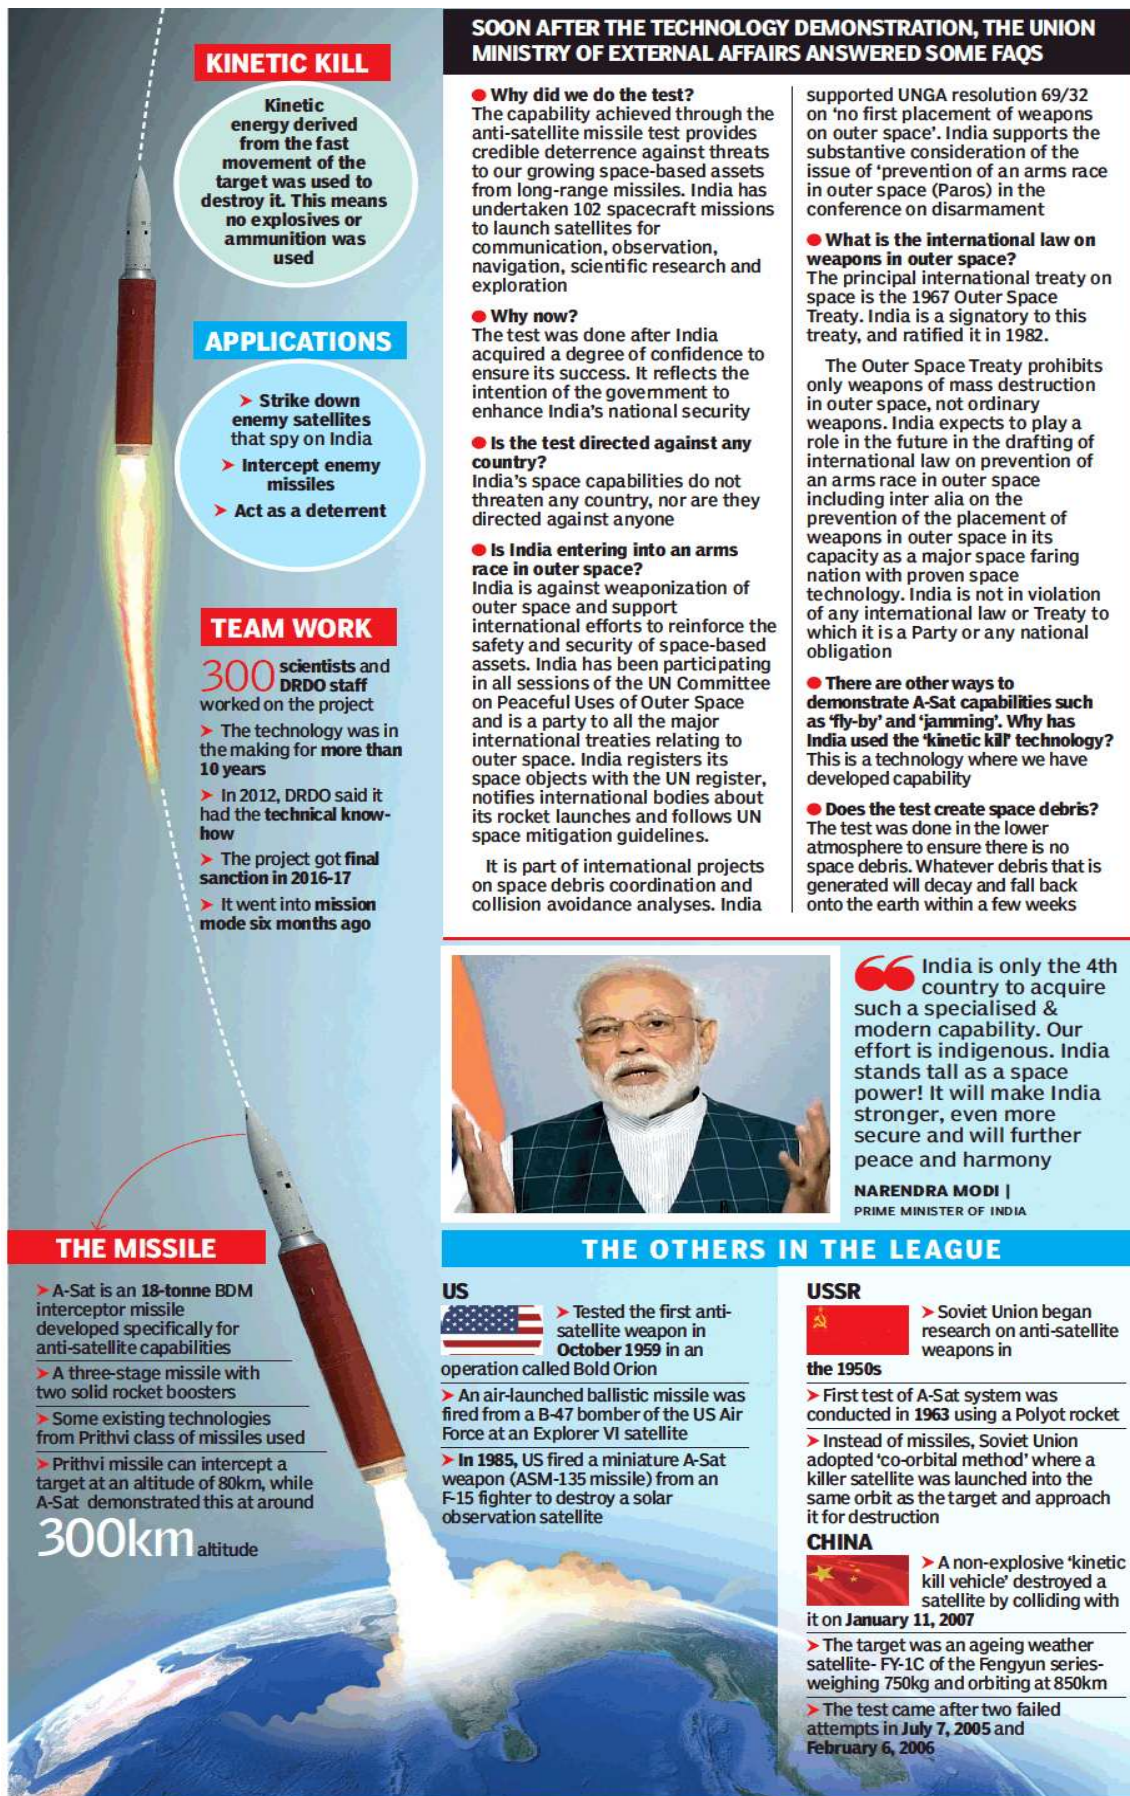 KINETIC KILL
Kinetic
energy derived
from the fast
movement of the
target was used to
destroy it. This means
no explosives or
ammunition was
used
APPLICATIONS
➤ Strike down
enemy satellites
that spy on India
➤ Intercept enemy
missiles
➤ Act as a deterrent
TEAM WORK
300 scientists and
DRDO staff
worked on the project
➤ The technology was in
the making for more than
10 years
➤ In 2012, DRDO said it
had the technical know-
how
➤ The project got final
sanction in 2016-17
➤ It went into mission
mode six months ago
THE MISSILE
➤ A-Sat is an 18-tonne BDM
interceptor missile
developed specifically for
anti-satellite capabilities
➤ A three-stage missile with
two solid rocket boosters
➤ Some existing technologies
from Prithvi class of missiles used
➤ Prithvi missile can intercept a
target at an altitude of 80km, while
A-Sat demonstrated this at around
300km altitude
SOON AFTER THE TECHNOLOGY DEMONSTRATION, THE UNION
MINISTRY OF EXTERNAL AFFAIRS ANSWERED SOME FAQS
● Why did we do the test?
The capability achieved through the
anti-satellite missile test provides
credible deterrence against threats
to our growing space-based assets
from long-range missiles. India has
undertaken 102 spacecraft missions
to launch satellites for
communication, observation,
navigation, scientific research and
exploration
● Why now?
The test was done after India
acquired a degree of confidence to
ensure its success. It reflects the
intention of the government to
enhance India's national security
● Is the test directed against any
country?
India's space capabilities do not
threaten any country, nor are they
directed against anyone
● Is India entering into an arms
race in outer space?
India is against weaponization of
outer space and support
international efforts to reinforce the
safety and security of space-based
assets. India has been participating
in all sessions of the UN Committee
on Peaceful Uses of Outer Space
and is a party to all the major
international treaties relating to
outer space. India registers its
space objects with the UN register,
notifies international bodies about
its rocket launches and follows UN
space mitigation guidelines.
It is part of international projects
on space debris coordination and
collision avoidance analyses. India
supported UNGA resolution 69/32
on 'no first placement of weapons
on outer space'. India supports the
substantive consideration of the
issue of 'prevention of an arms race
in outer space (Paros) in the
conference on disarmament
● What is the international law on
weapons in outer space?
The principal international treaty on
space is the 1967 Outer Space
Treaty. India is a signatory to this
treaty, and ratified it in 1982.
The Outer Space Treaty prohibits
only weapons of mass destruction
in outer space, not ordinary
weapons. India expects to play a
role in the future in the drafting of
international law on prevention of
an arms race in outer space
including inter alia on the
prevention of the placement of
weapons in outer space in its
capacity as a major space faring
nation with proven space
technology. India is not in violation
of any international law or Treaty to
which it is a Party or any national
obligation
● There are other ways to
demonstrate A-Sat capabilities such
as 'fly-by' and 'jamming'. Why has
India used the 'kinetic kill' technology?
This is a technology where we have
developed capability
● Does the test create space debris?
The test was done in the lower
atmosphere to ensure there is no
space debris. Whatever debris that is
generated will decay and fall back
onto the earth within a few weeks
“ India is only the 4th
country to acquire
such a specialised &
modern capability. Our
effort is indigenous. India
stands tall as a space
power! It will make India
stronger, even more
secure and will further
peace and harmony
NARENDRA MODI |
PRIME MINISTER OF INDIA
THE OTHERS IN THE LEAGUE
US
➤ Tested the first anti-
satellite weapon in
October 1959 in an
operation called Bold Orion
➤ An air-launched ballistic missile was
fired from a B-47 bomber of the US Air
Force at an Explorer VI satellite
➤ In 1985, US fired a miniature A-Sat
weapon (ASM-135 missile) from an
F-15 fighter to destroy a solar
observation satellite
USSR
➤ Soviet Union began
research on anti-satellite
weapons in
the 1950s
➤ First test of A-Sat system was
conducted in 1963 using a Polyot rocket
➤ Instead of missiles, Soviet Union
adopted 'co-orbital method' where a
killer satellite was launched into the
same orbit as the target and approach
it for destruction
CHINA
➤ A non-explosive 'kinetic
kill vehicle' destroyed a
satellite by colliding with
it on January 11, 2007
➤ The target was an ageing weather
satellite- FY-1C of the Fengyun series-
weighing 750kg and orbiting at 850km
➤ The test came after two failed
attempts in July 7, 2005 and
February 6, 2006